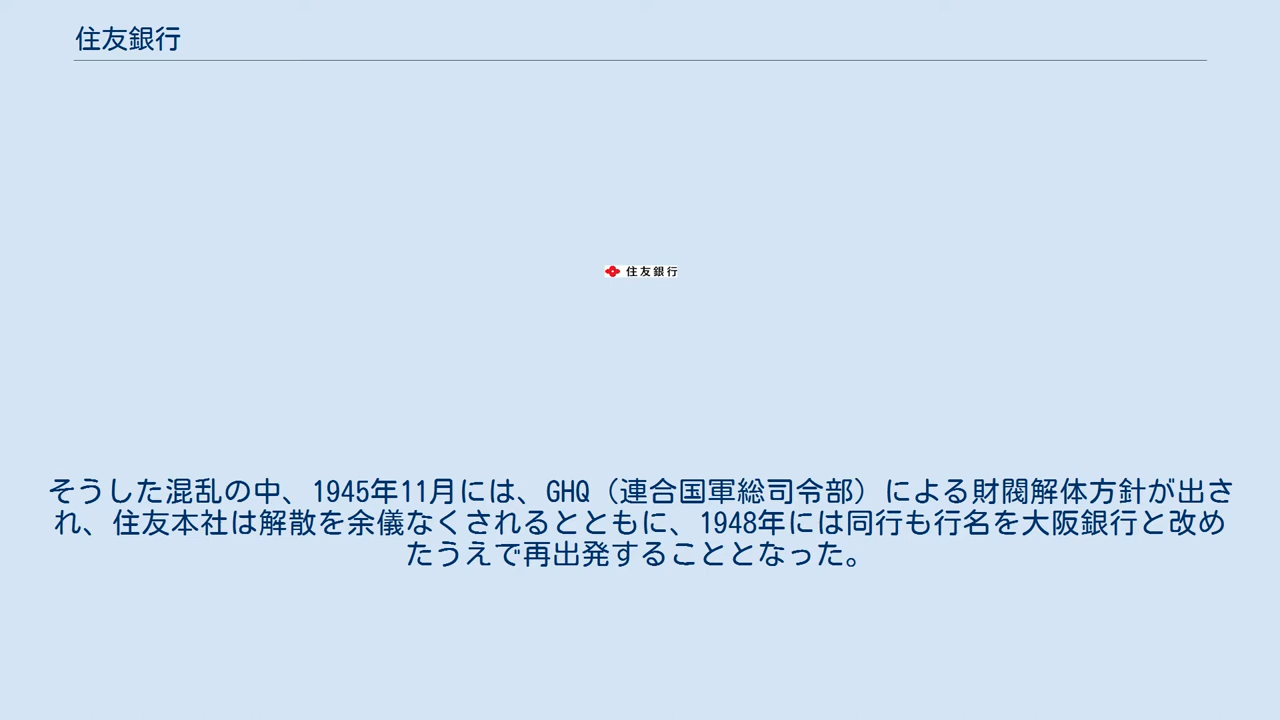 住友銀行
住友銀行
そうした混乱の中、1945年11月には、GHQ（連合国軍総司令部）による財閥解体方針が出さ
れ、住友本社は解散を余儀なくされるとともに、1948年には同行も行名を大阪銀行と改め
たうえで再出発することとなった。